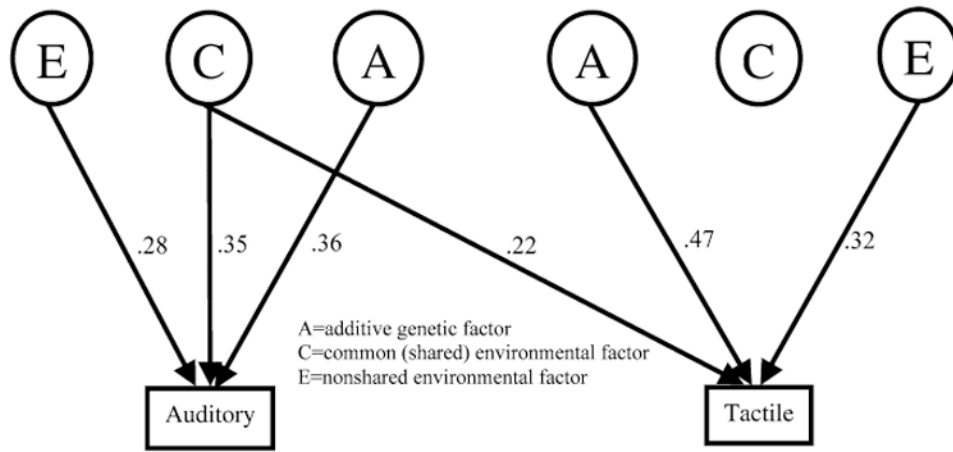 E C A A C E
.28 .35 .36 .22 .47 .32
A=additive genetic factor
C=common (shared) environmental factor
E=nonshared environmental factor
Auditory Tactile